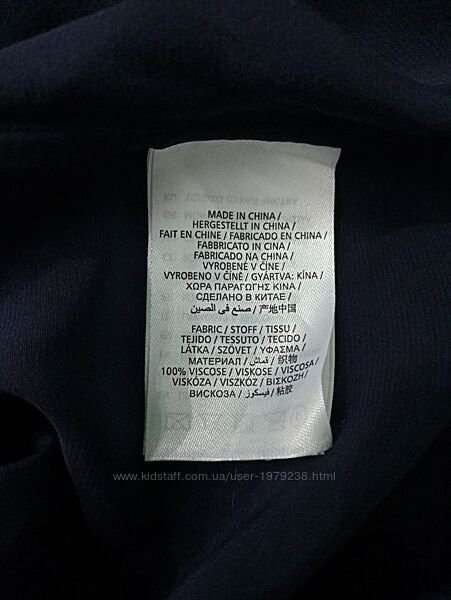 MADE IN CHINA /
HERGESTELLT IN CHINA /
FAIT EN CHINE / FABRICADO EN CHINA /
FABBRICATO IN CINA /
FABRICADO NA CHINA /
VYROBENÉ V ČÍNE /
VYROBENO V ČÍNĚ / GYÁRTVA: KÍNA /
ΧΩΡΑ ΠΑΡΑΓΩΓΗΣ ΚΙΝΑ /
СДЕЛАНО В КИТАЕ /
صنع في الصين / 产地中国
FABRIC / STOFF / TISSU /
TEJIDO / TESSUTO / TECIDO /
LÁTKA / SZÖVET / ΥΦΑΣΜΑ /
МАТЕРИАЛ / قماش / 织物
100% VISCOSE / VISKOSE / VISCOSA /
VISKÓZA / VISZKÓZ / ΒΙΣΚΟΖΗ /
ВИСКОЗА / فيسكوز / 粘胶
www.kidstaff.com.ua/user-1979238.html